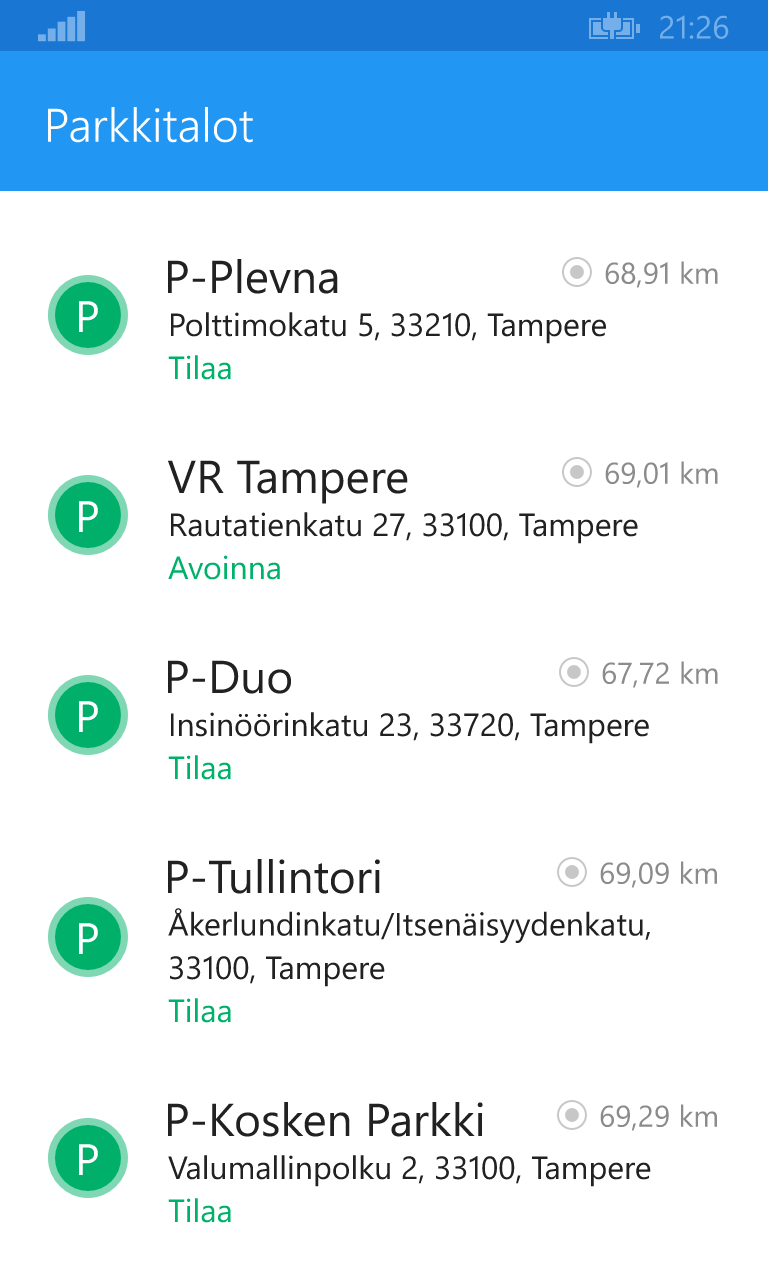 21:26
Parkkitalot
P-Plevna
68,91 km
P
Polttimokatu 5, 33210, Tampere
Tilaa
VR Tampere
69,01 km
P
Rautatienkatu 27, 33100, Tampere
Avoinna
P-Duo
67,72 km
P
Insinöörinkatu 23, 33720, Tampere
Tilaa
P-Tullintori
69,09 km
P
Åkerlundinkatu/Itsenäisyydenkatu,
33100, Tampere
Tilaa
P-Kosken Parkki
69,29 km
P
Valumallinpolku 2, 33100, Tampere
Tilaa